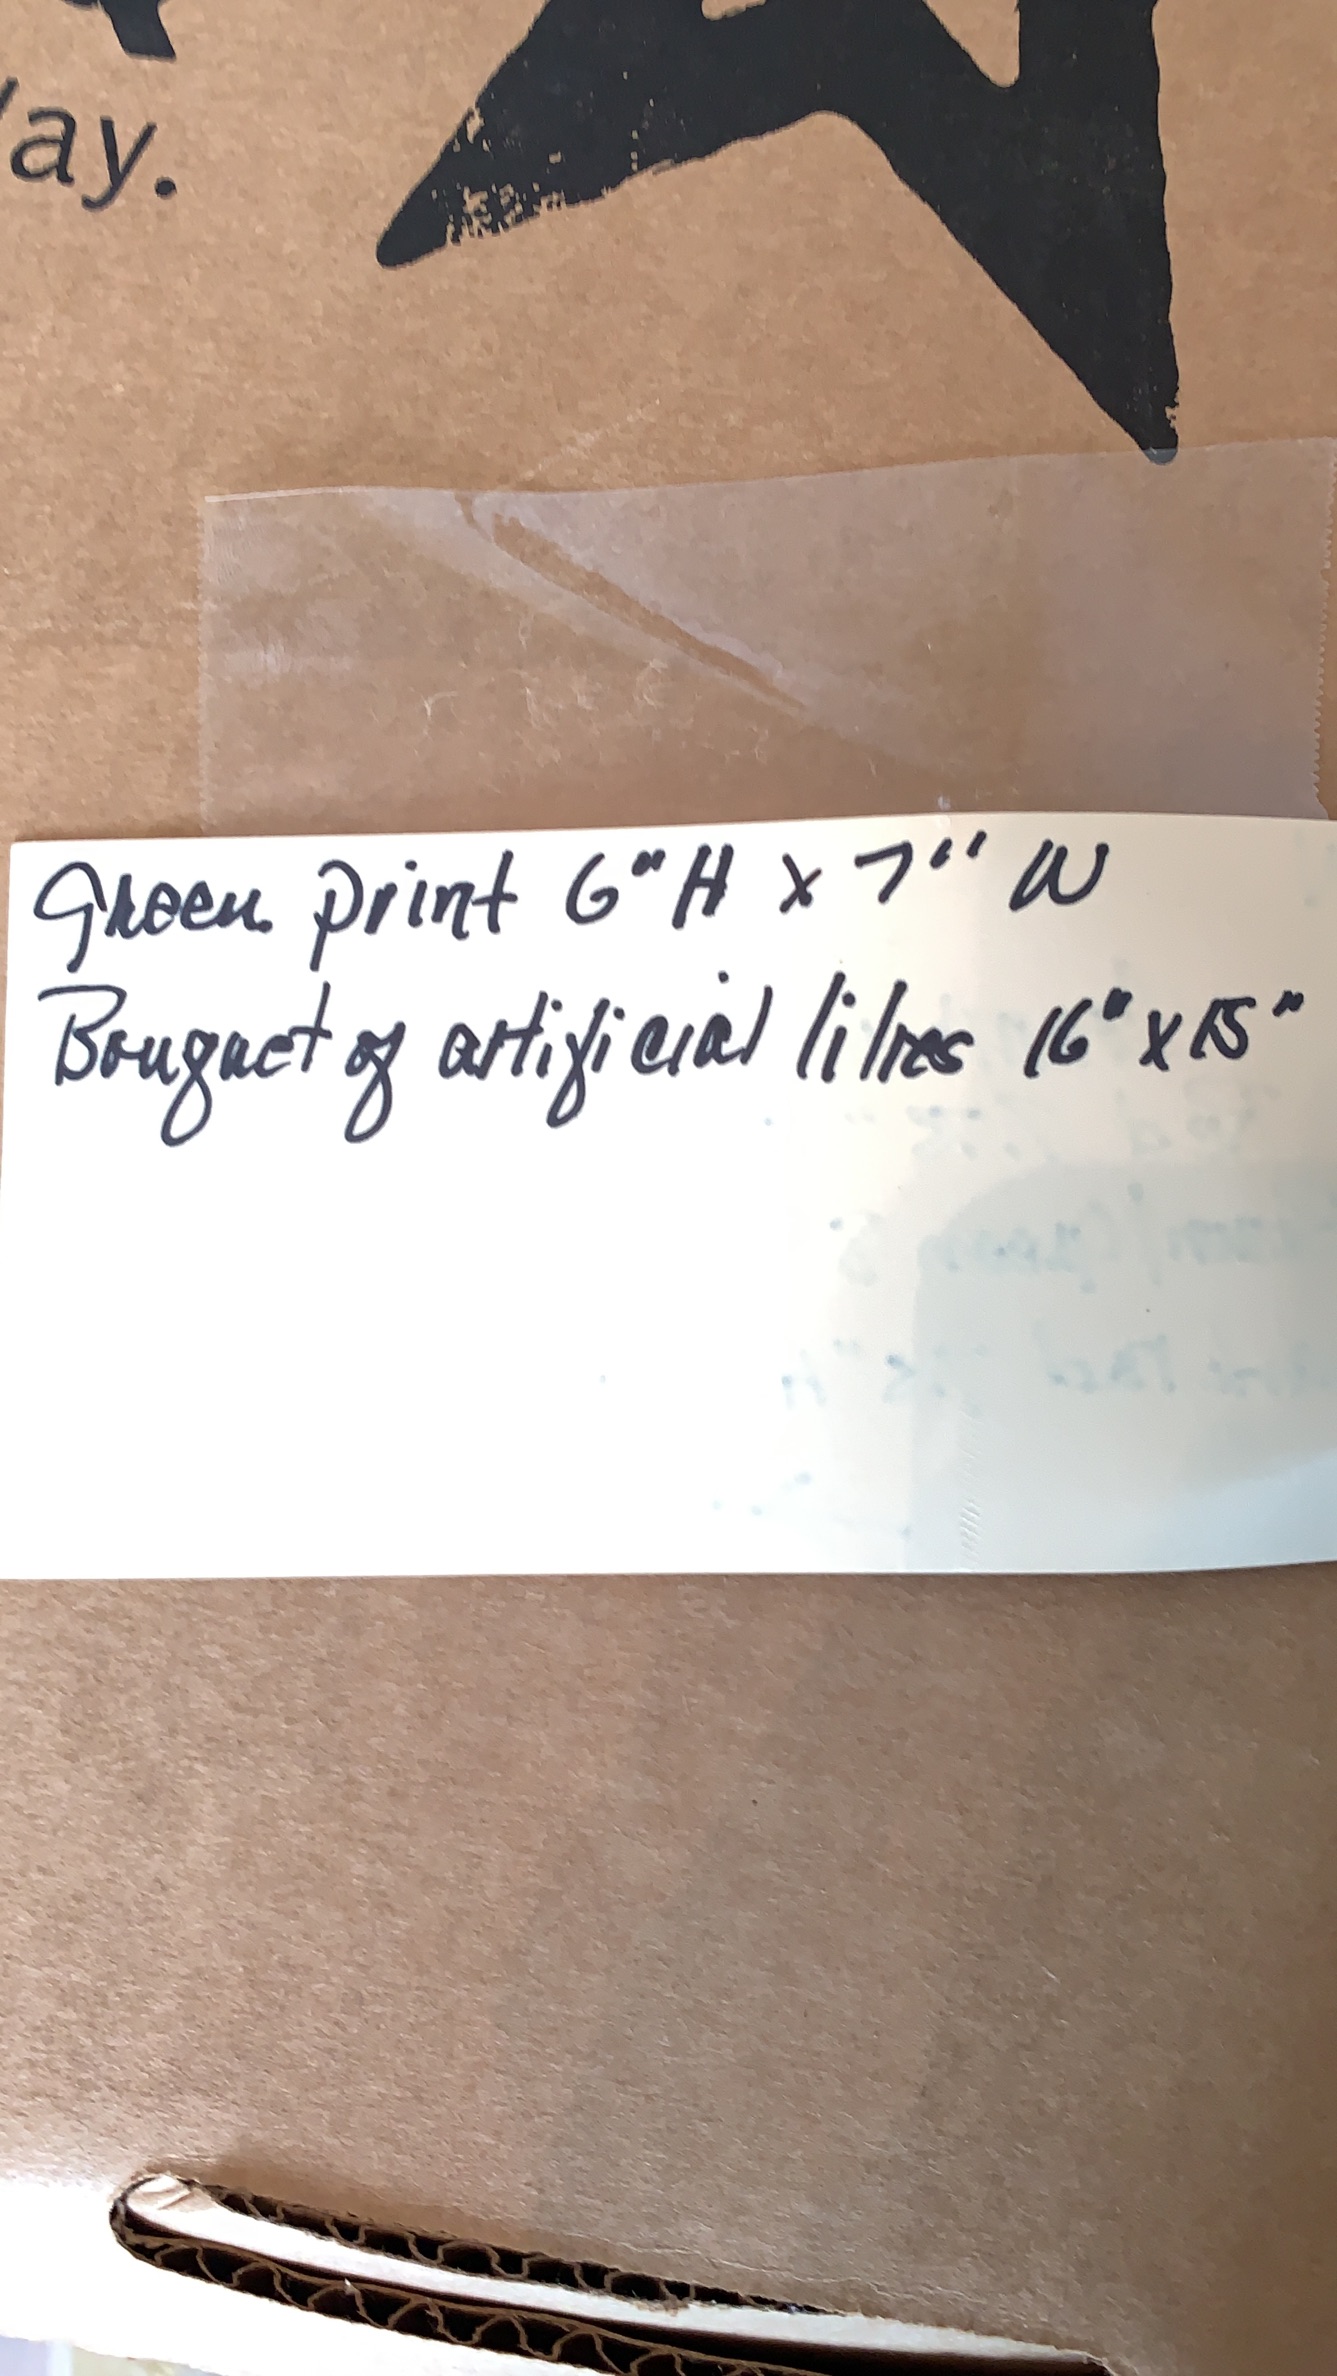 ay.
Green print 6" H x 7" W
Bouquet of artificial lilies 16" x 15"